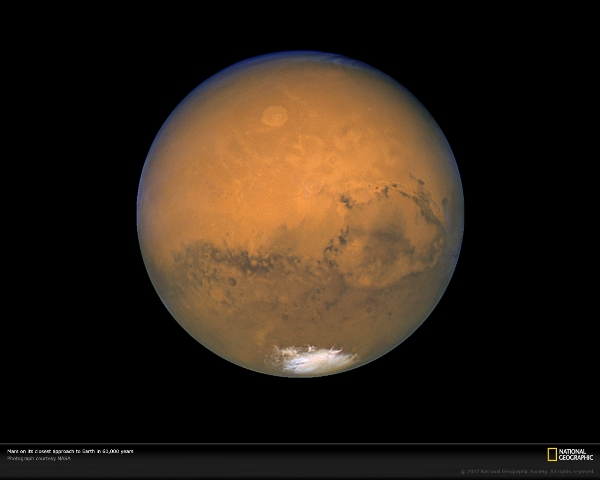 Mars on its closest approach to Earth in 60,000 years
Photograph courtesy NASA
NATIONAL
GEOGRAPHIC
© 2007 National Geographic Society. All rights reserved.